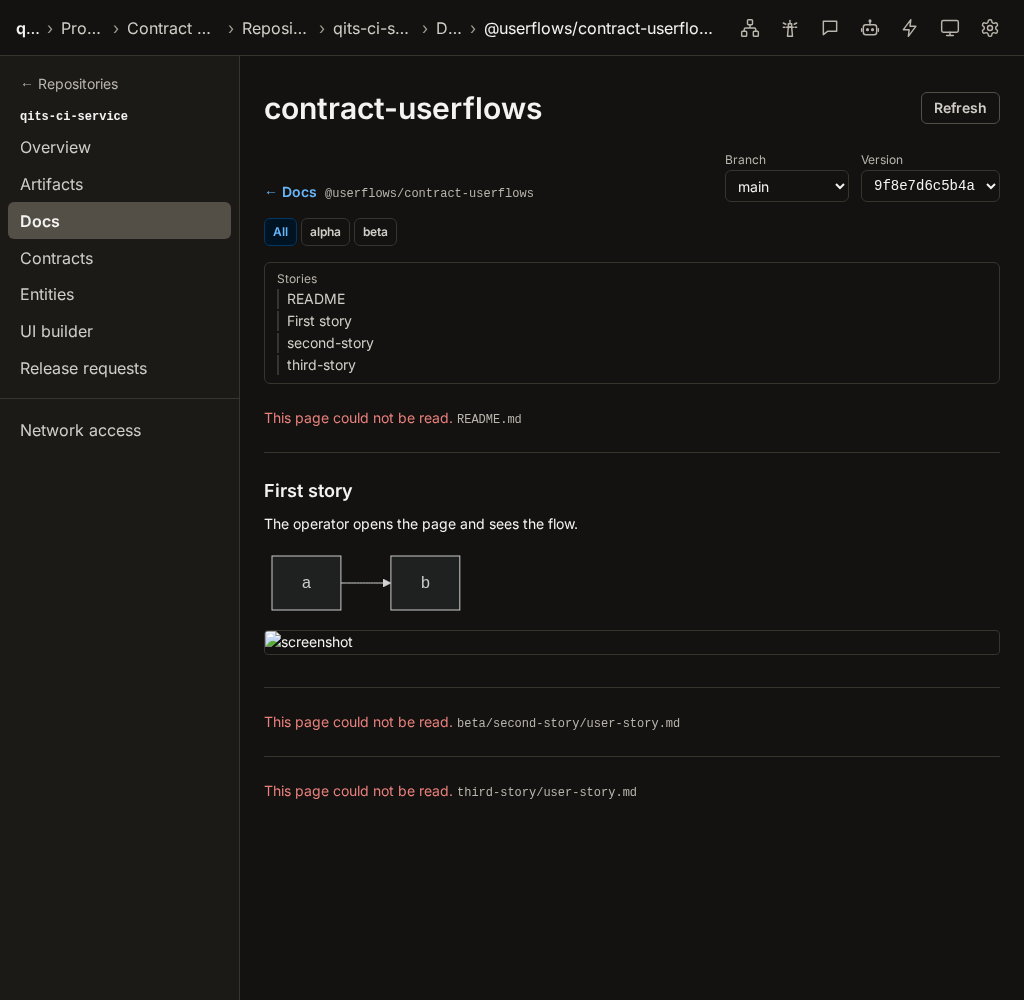 q... › Pro... › Contract ... › Reposi... › qits-ci-s... › D... › @userflows/contract-userflo...
← Repositories
qits-ci-service
Overview
Artifacts
Docs
Contracts
Entities
UI builder
Release requests
Network access
contract-userflows
Refresh
← Docs @userflows/contract-userflows
Branch
main
Version
9f8e7d6c5b4a
All alpha beta
Stories
README
First story
second-story
third-story
This page could not be read. README.md
First story
The operator opens the page and sees the flow.
a b
screenshot
This page could not be read. beta/second-story/user-story.md
This page could not be read. third-story/user-story.md